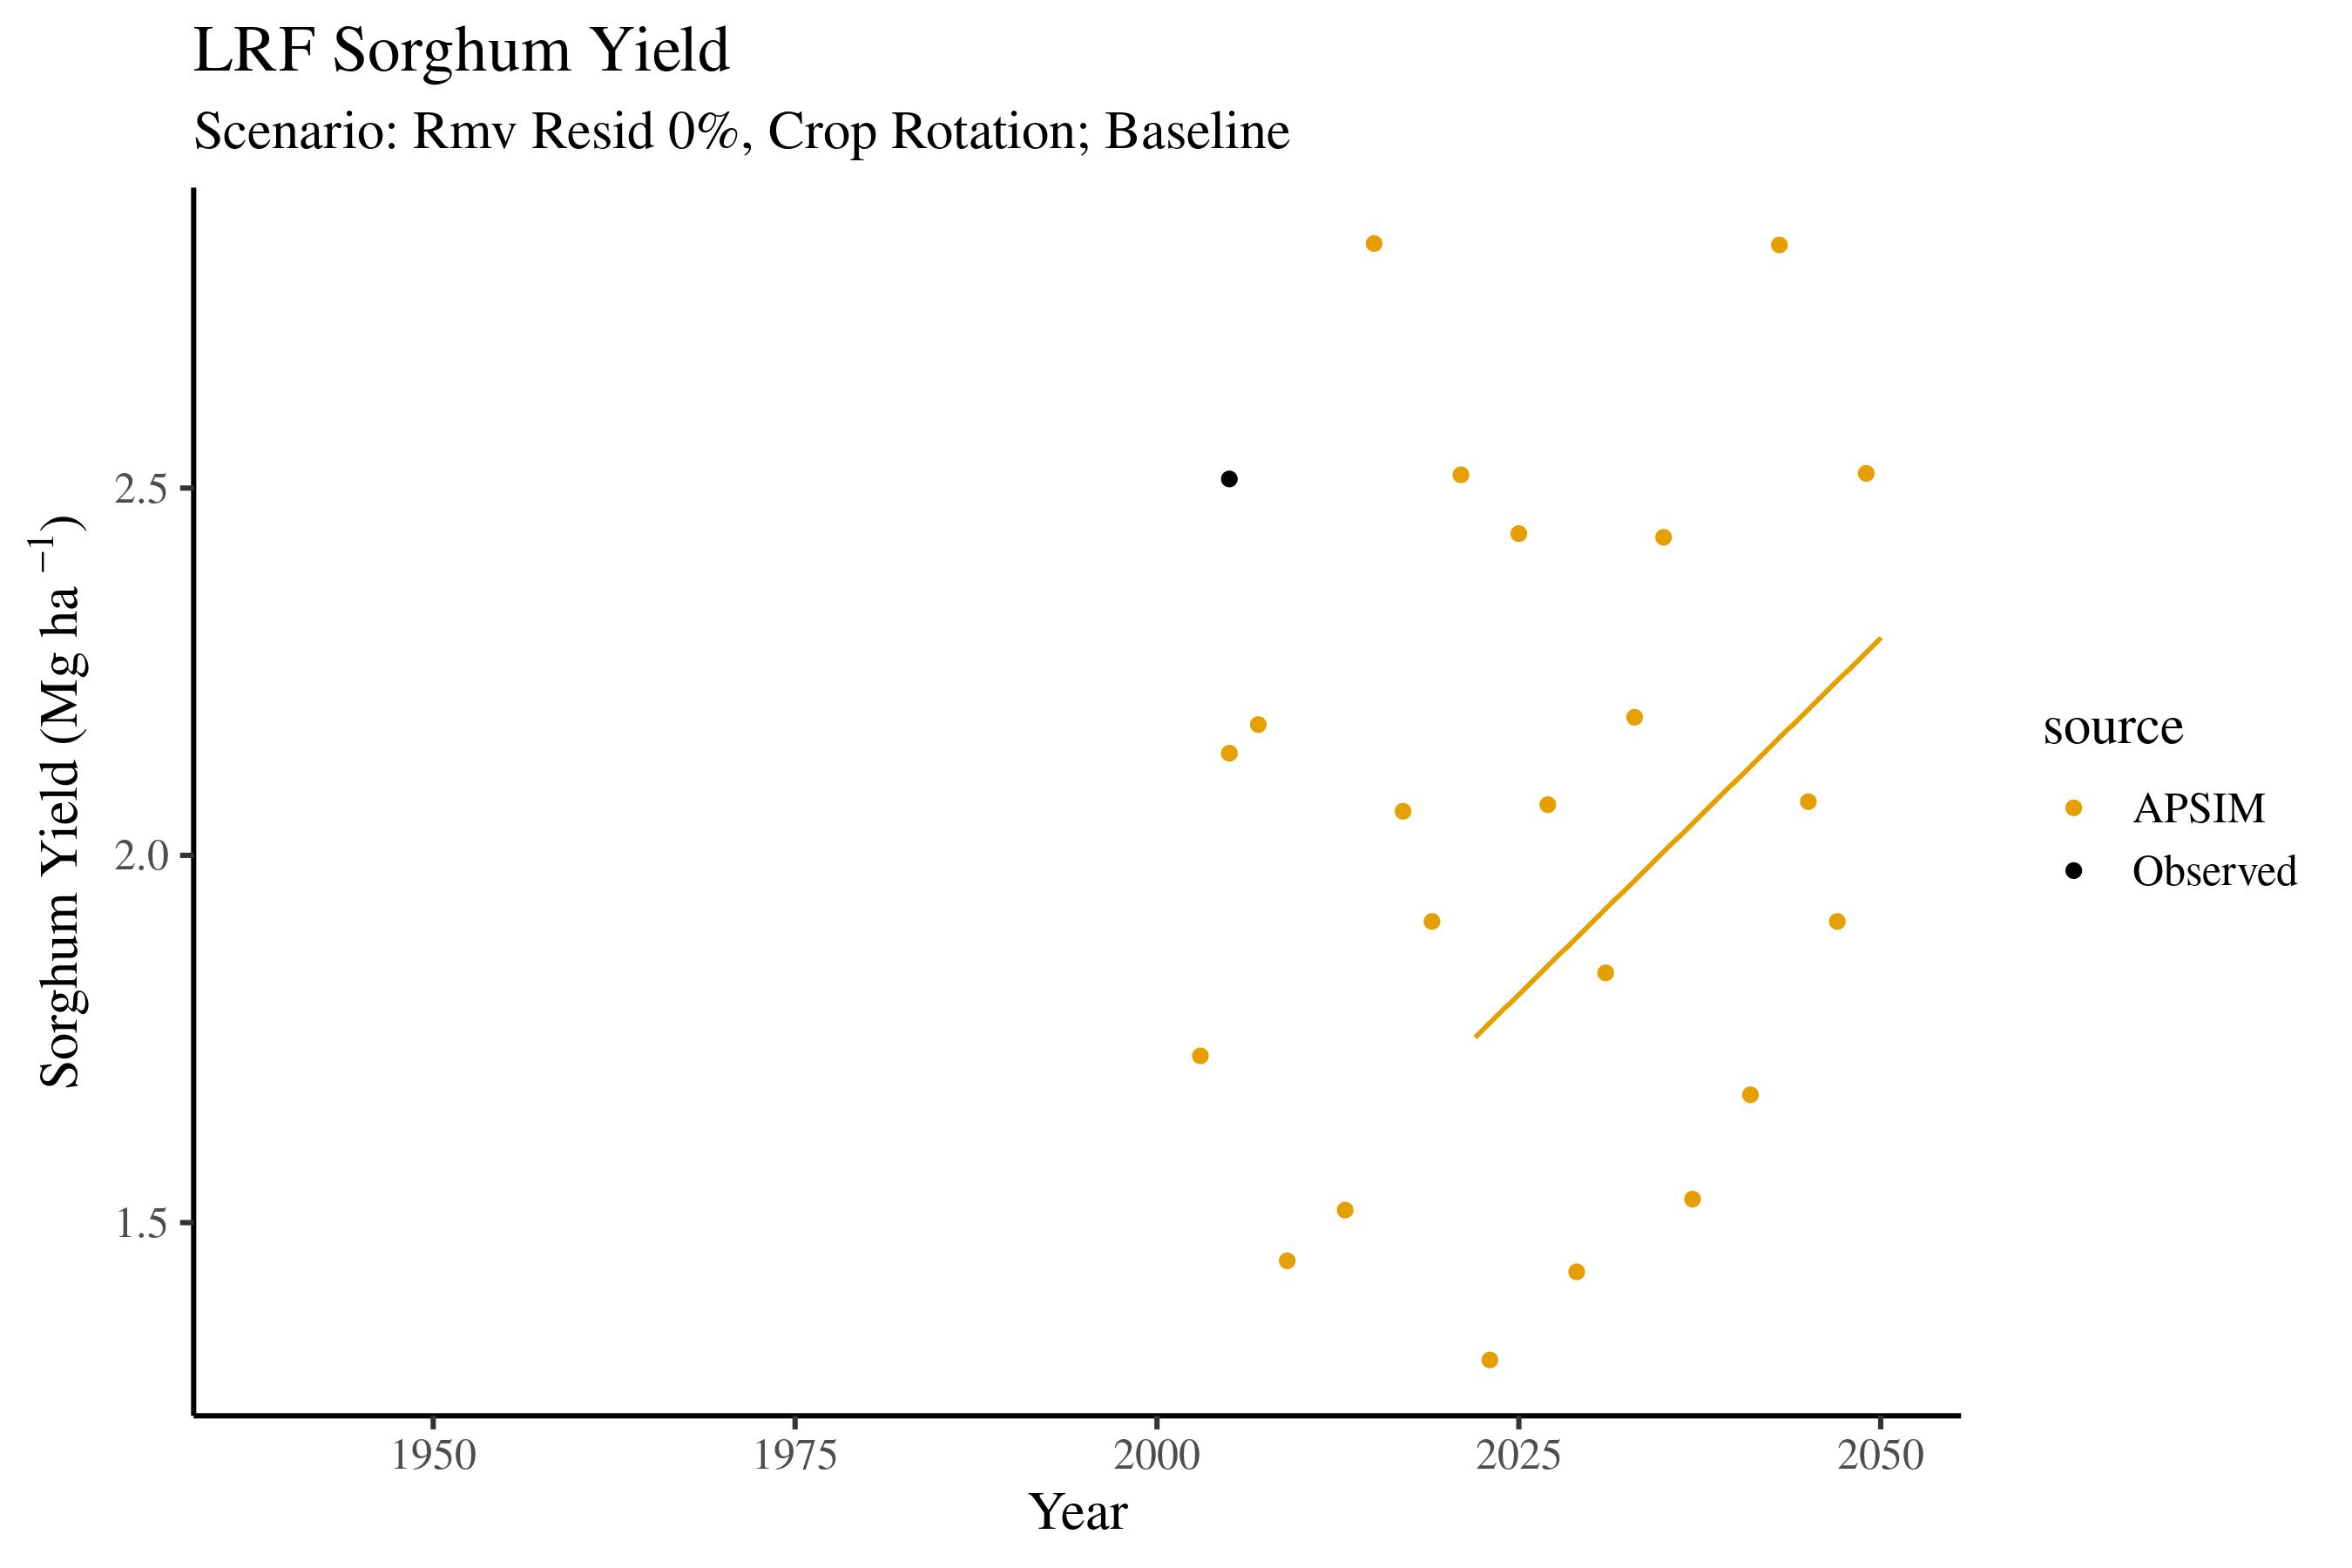 LRF Sorghum Yield
Scenario: Rmv Resid 0%, Crop Rotation; Baseline
Sorghum Yield (Mg ha −1)
2.5
2.0
1.5
1950
1975
2000
2025
2050
Year
source
APSIM
Observed